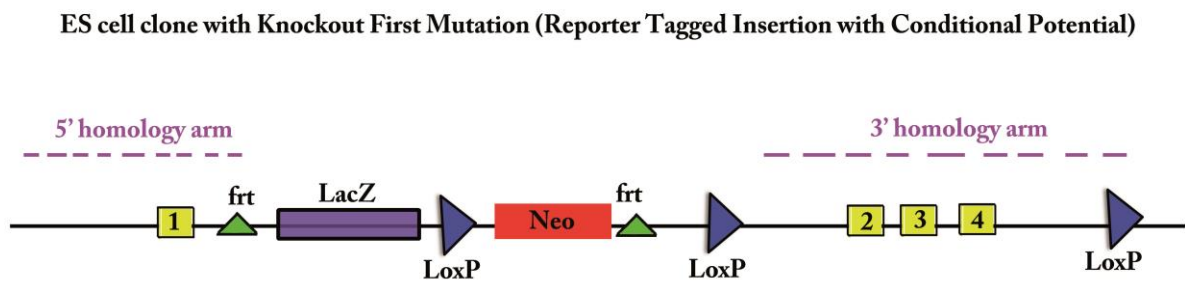 ES cell clone with Knockout First Mutation (Reporter Tagged Insertion with Conditional Potential)
5’ homology arm
3’ homology arm
frt
LacZ
frt
1
Neo
2
3
4
LoxP
LoxP
LoxP